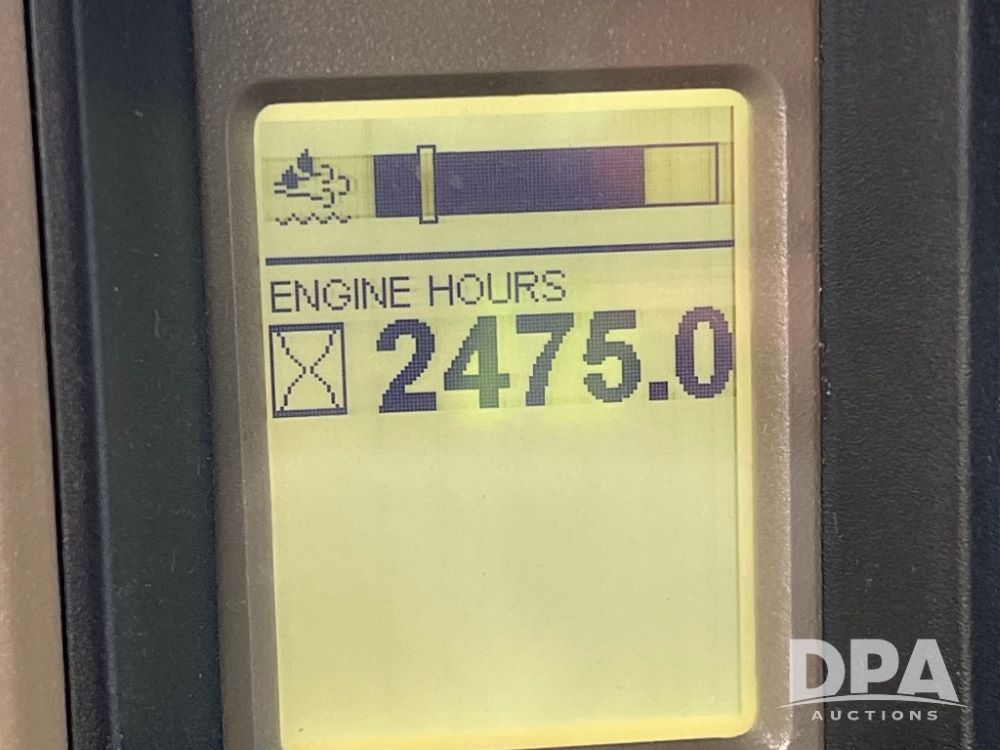 ENGINE HOURS
2475.0
DPA
AUCTIONS